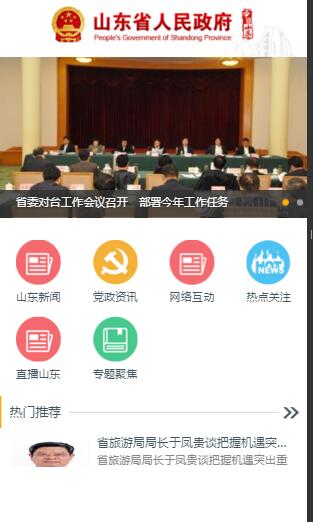 山东省人民政府
People's Government of Shandong Province
省委对台工作会议召开 部署今年工作任务
山东新闻
党政资讯
网络互动
NEWS
热点关注
直播山东
专题聚焦
热门推荐
省旅游局局长于凤贵谈把握机遇突...
省旅游局局长于凤贵谈把握机遇突出重